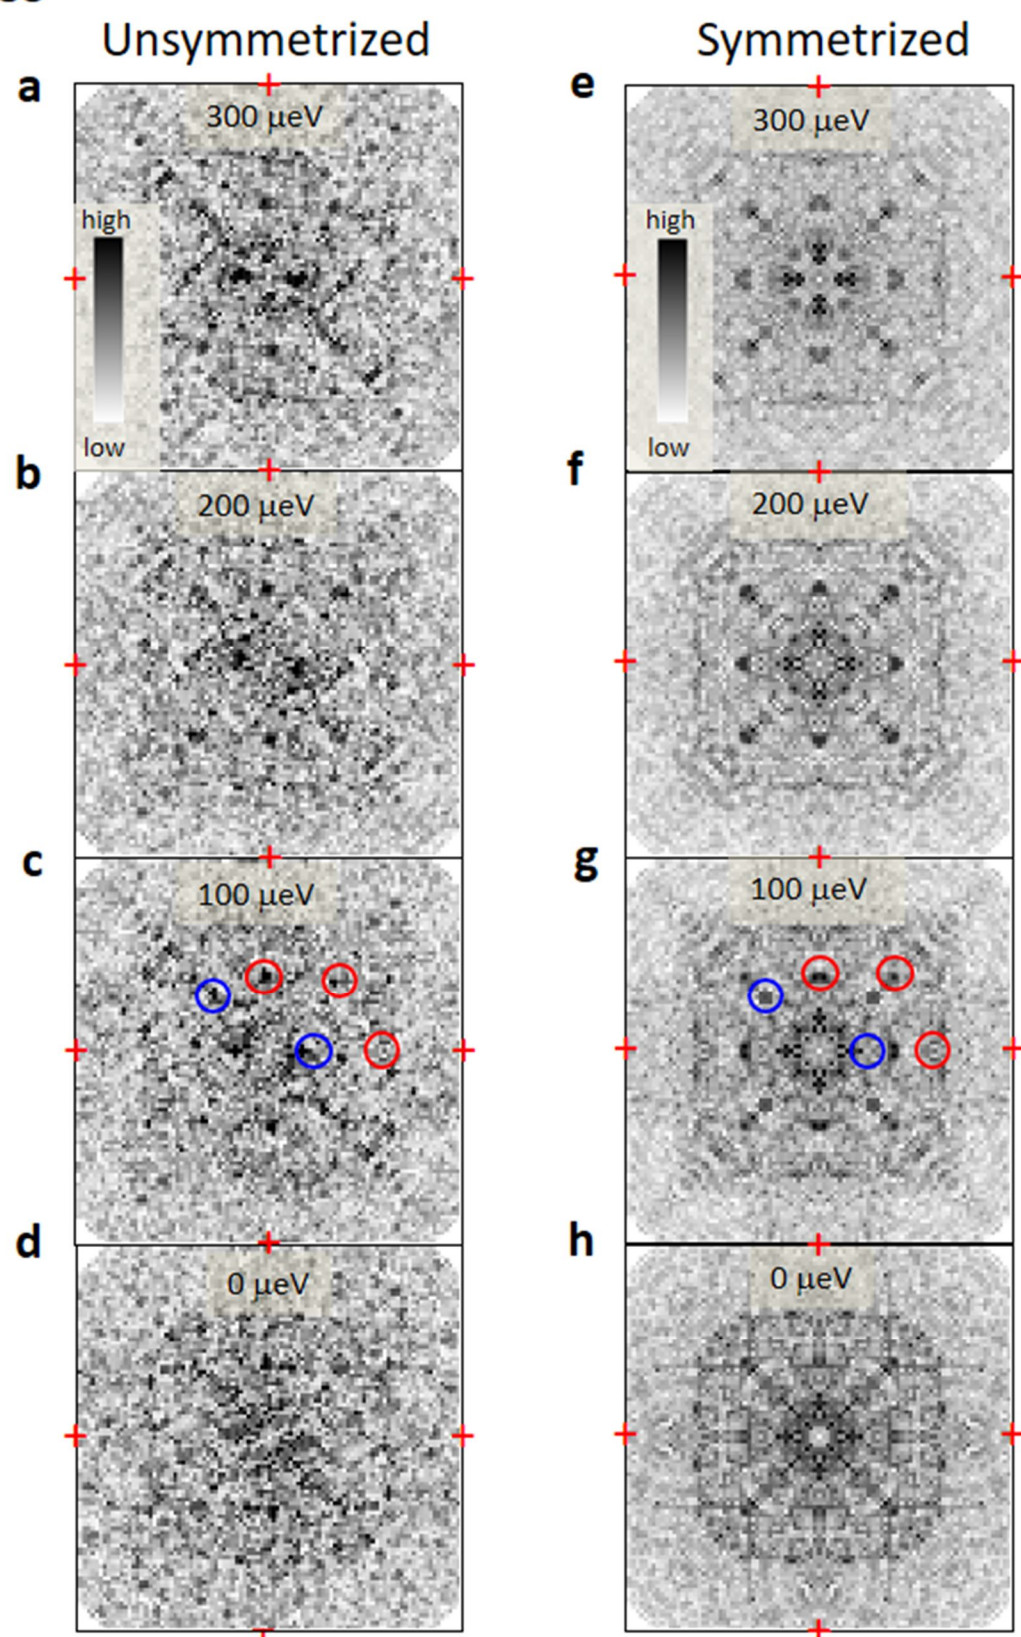 Unsymmetrized
Symmetrized
a
300 µeV
high
low
e
300 µeV
high
low
b
200 µeV
f
200 µeV
c
100 µeV
g
100 µeV
d
0 µeV
h
0 µeV